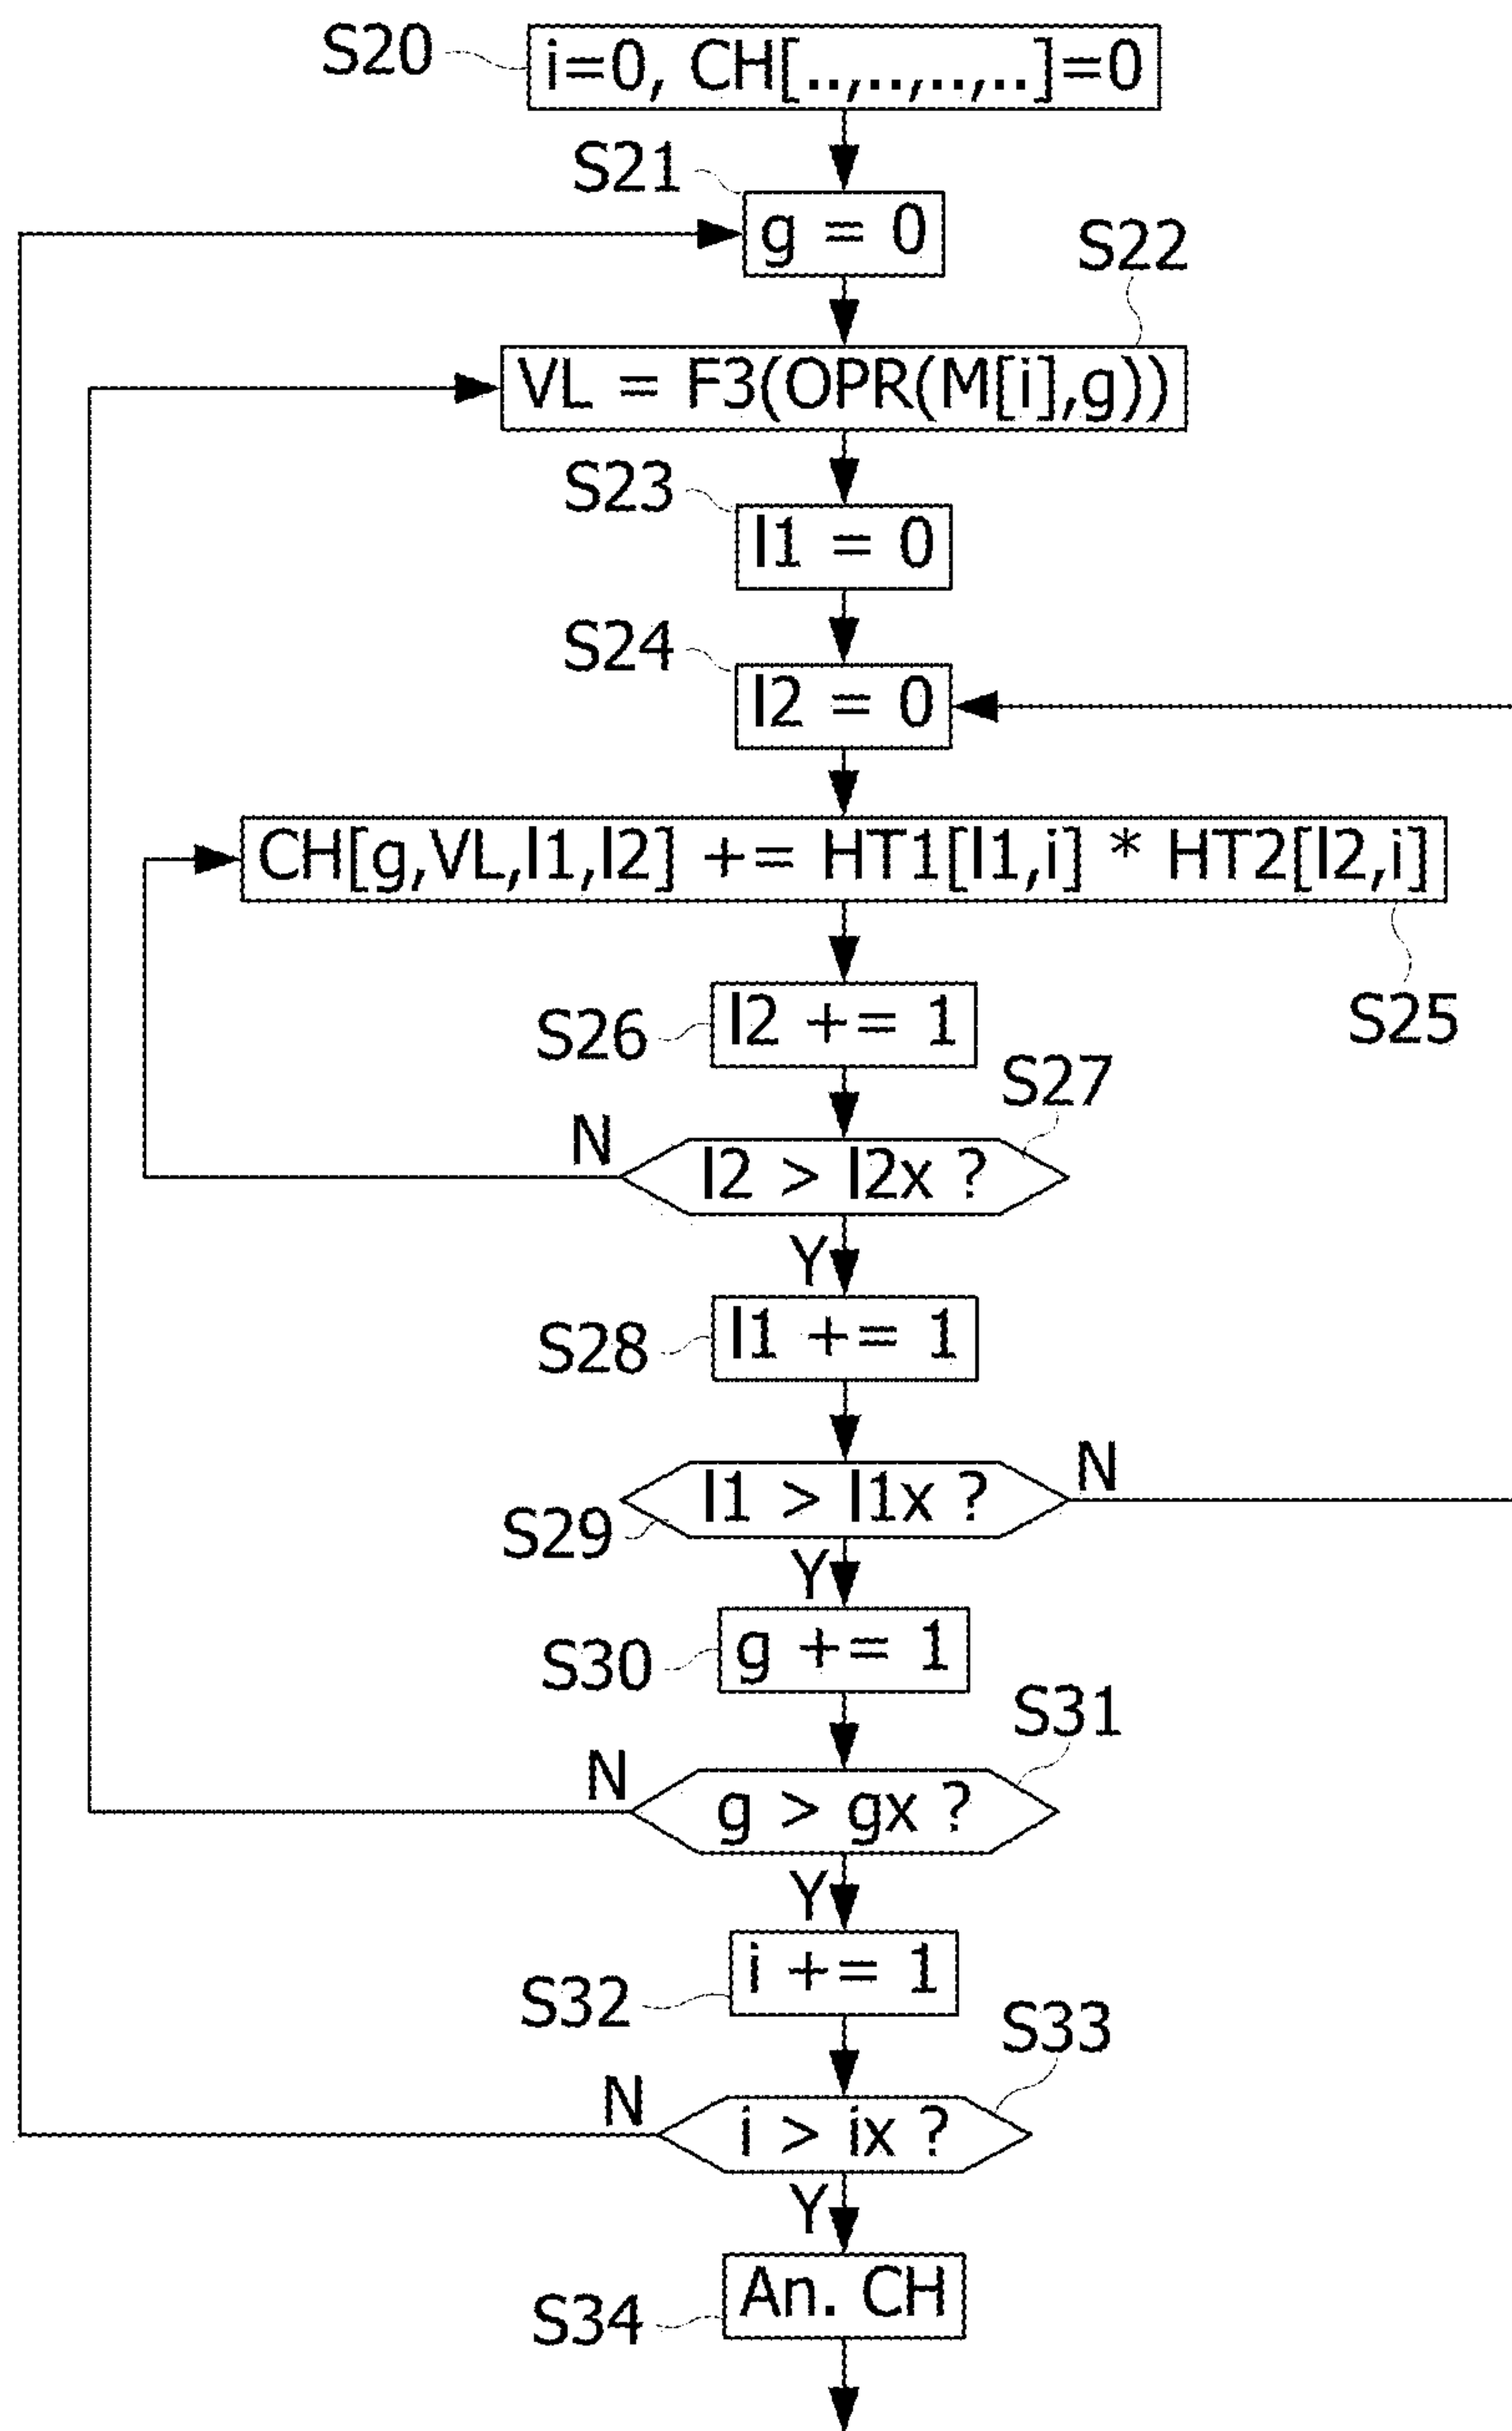 S20
i=0, CH[..,..,..,..]=0
S21
g = 0
S22
VL = F3(OPR(M[i],g))
S23
l1 = 0
S24
l2 = 0
CH[g,VL,l1,l2] += HT1[l1,i] * HT2[l2,i]
S25
S26
l2 += 1
S27
N
l2 > l2x ?
Y
S28
l1 += 1
l1 > l1x ?
N
S29
Y
S30
g += 1
S31
N
g > gx ?
Y
S32
i += 1
S33
N
i > ix ?
Y
S34
An. CH